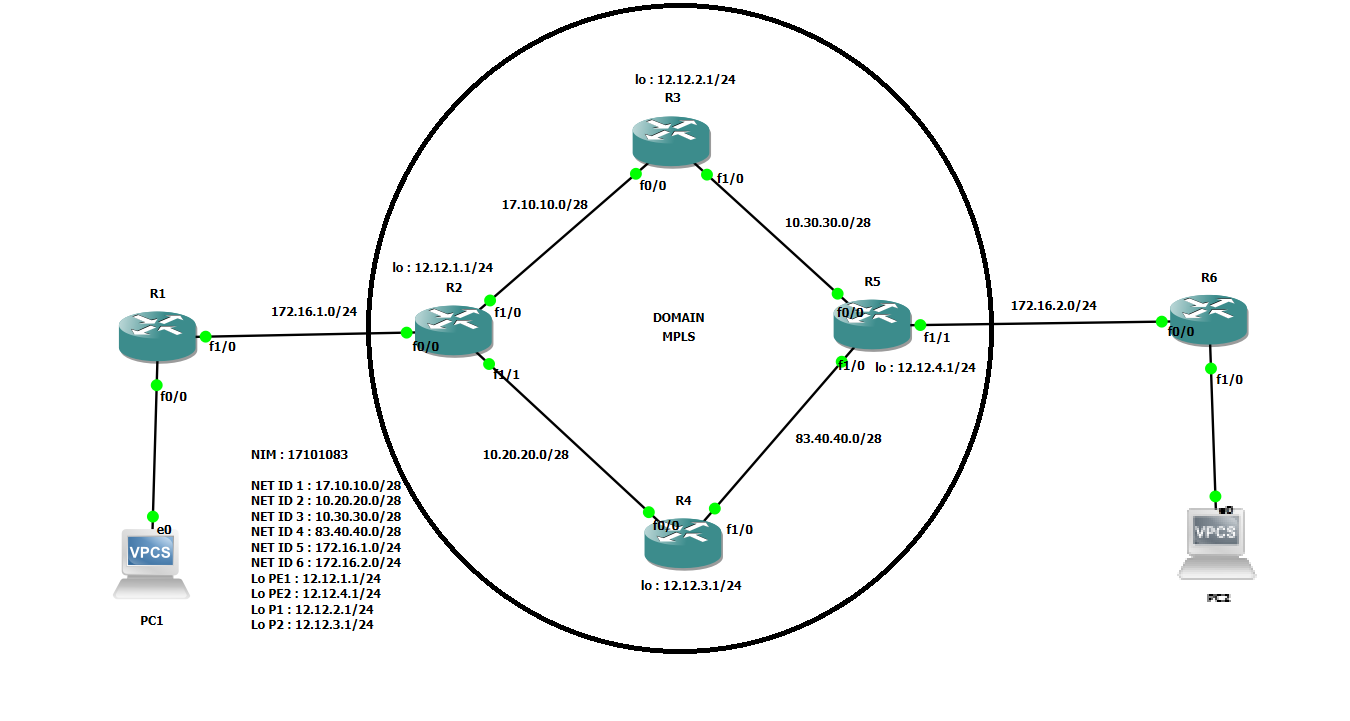 lo : 12.12.2.1/24
R3
f0/0
f1/0
17.10.10.0/28
10.30.30.0/28
lo : 12.12.1.1/24
R2
f1/0
f0/0
f1/1
R1
172.16.1.0/24
f1/0
f0/0
DOMAIN
MPLS
R5
f0/0
f1/1
f1/0
lo : 12.12.4.1/24
172.16.2.0/24
R6
f0/0
f1/0
10.20.20.0/28
83.40.40.0/28
R4
f0/0
f1/0
lo : 12.12.3.1/24
NIM : 17101083
NET ID 1 : 17.10.10.0/28
NET ID 2 : 10.20.20.0/28
NET ID 3 : 10.30.30.0/28
NET ID 4 : 83.40.40.0/28
NET ID 5 : 172.16.1.0/24
NET ID 6 : 172.16.2.0/24
Lo PE1 : 12.12.1.1/24
Lo PE2 : 12.12.4.1/24
Lo P1 : 12.12.2.1/24
Lo P2 : 12.12.3.1/24
e0
VPCS
PC1
VPCS
PC2